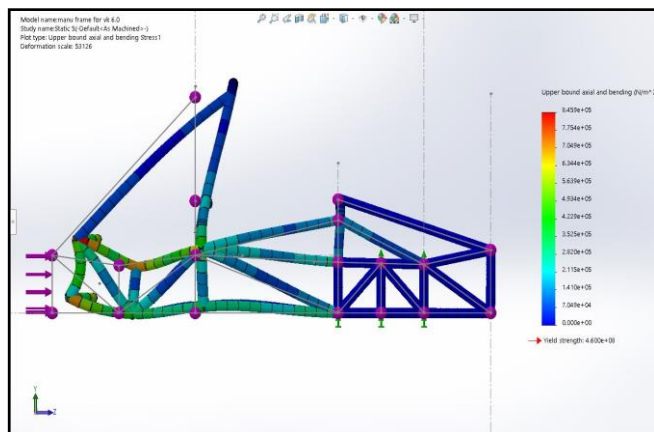 Model name:manu frame for vk 6.0
Study name:Static 5(-Default<As Machined>-)
Plot type: Upper bound axial and bending Stress1
Deformation scale: 53126
Upper bound axial and bending (N/m^2
8.459e+05
7.754e+05
7.049e+05
6.344e+05
5.639e+05
4.934e+05
4.229e+05
3.525e+05
2.820e+05
2.115e+05
1.410e+05
7.049e+04
0.000e+00
Yield strength: 4.600e+08
Y
Z